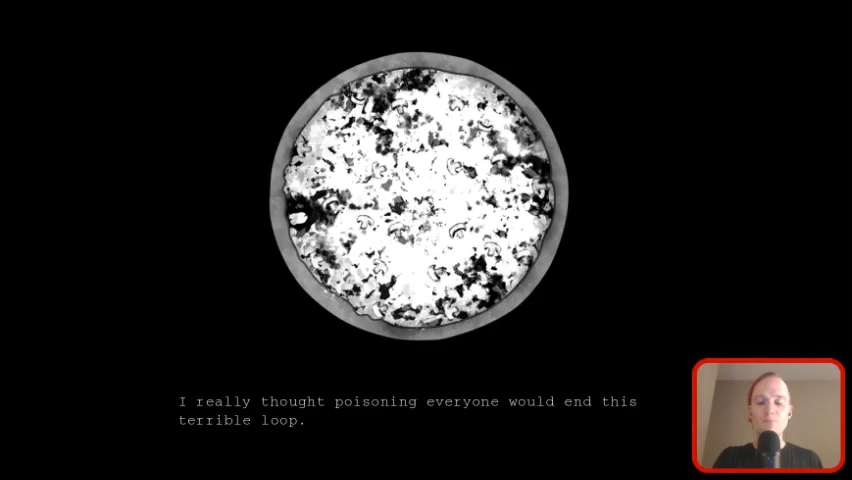 I really thought poisoning everyone would end this
terrible loop.